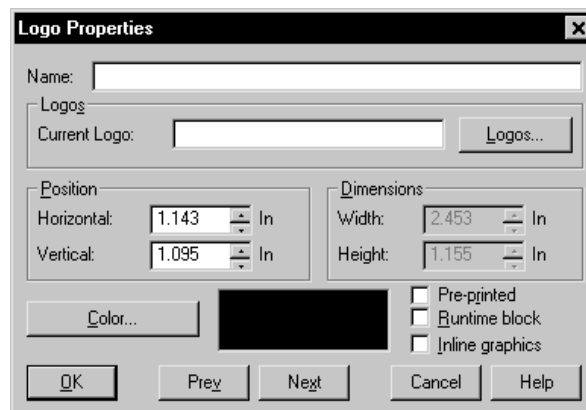 Logo Properties
Name:
Logos
Current Logo:
Logos...
Position
Horizontal: 1.143 In
Vertical: 1.095 In
Dimensions
Width: 2.453 In
Height: 1.155 In
Color...
Pre-printed
Runtime block
Inline graphics
OK Prev Next Cancel Help